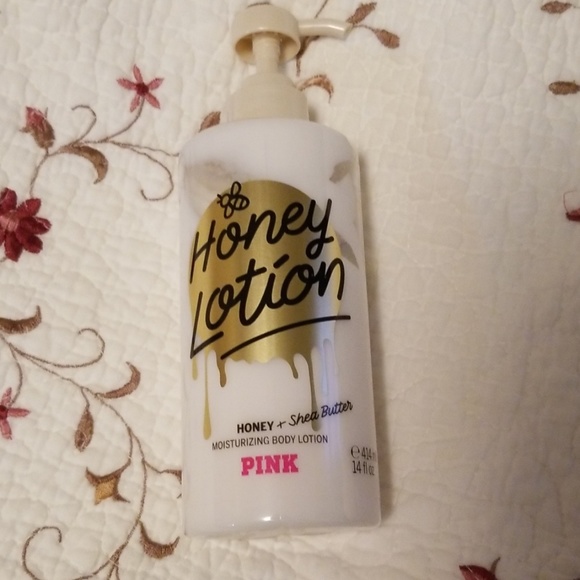 Honey
Lotion
HONEY + Shea Butter
MOISTURIZING BODY LOTION
PINK
℮ 414
14 fl oz